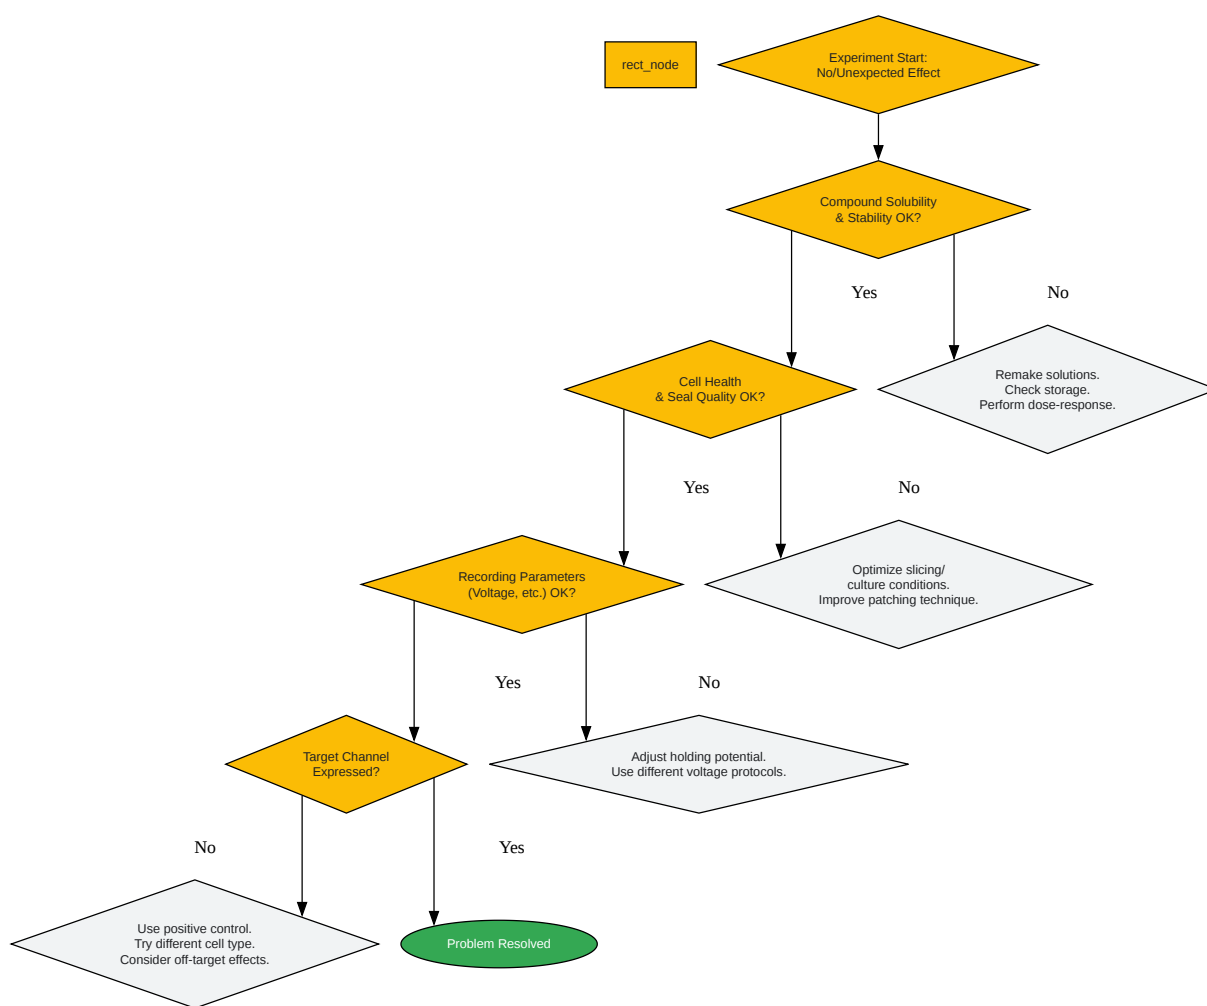 rect_node
Experiment Start:
No/Unexpected Effect
Compound Solubility
& Stability OK?
Yes
No
Cell Health
& Seal Quality OK?
Remake solutions.
Check storage.
Perform dose-response.
Yes
No
Recording Parameters
(Voltage, etc.) OK?
Optimize slicing/
culture conditions.
Improve patching technique.
Yes
No
Target Channel
Expressed?
Adjust holding potential.
Use different voltage protocols.
No
Yes
Use positive control.
Try different cell type.
Consider off-target effects.
Problem Resolved